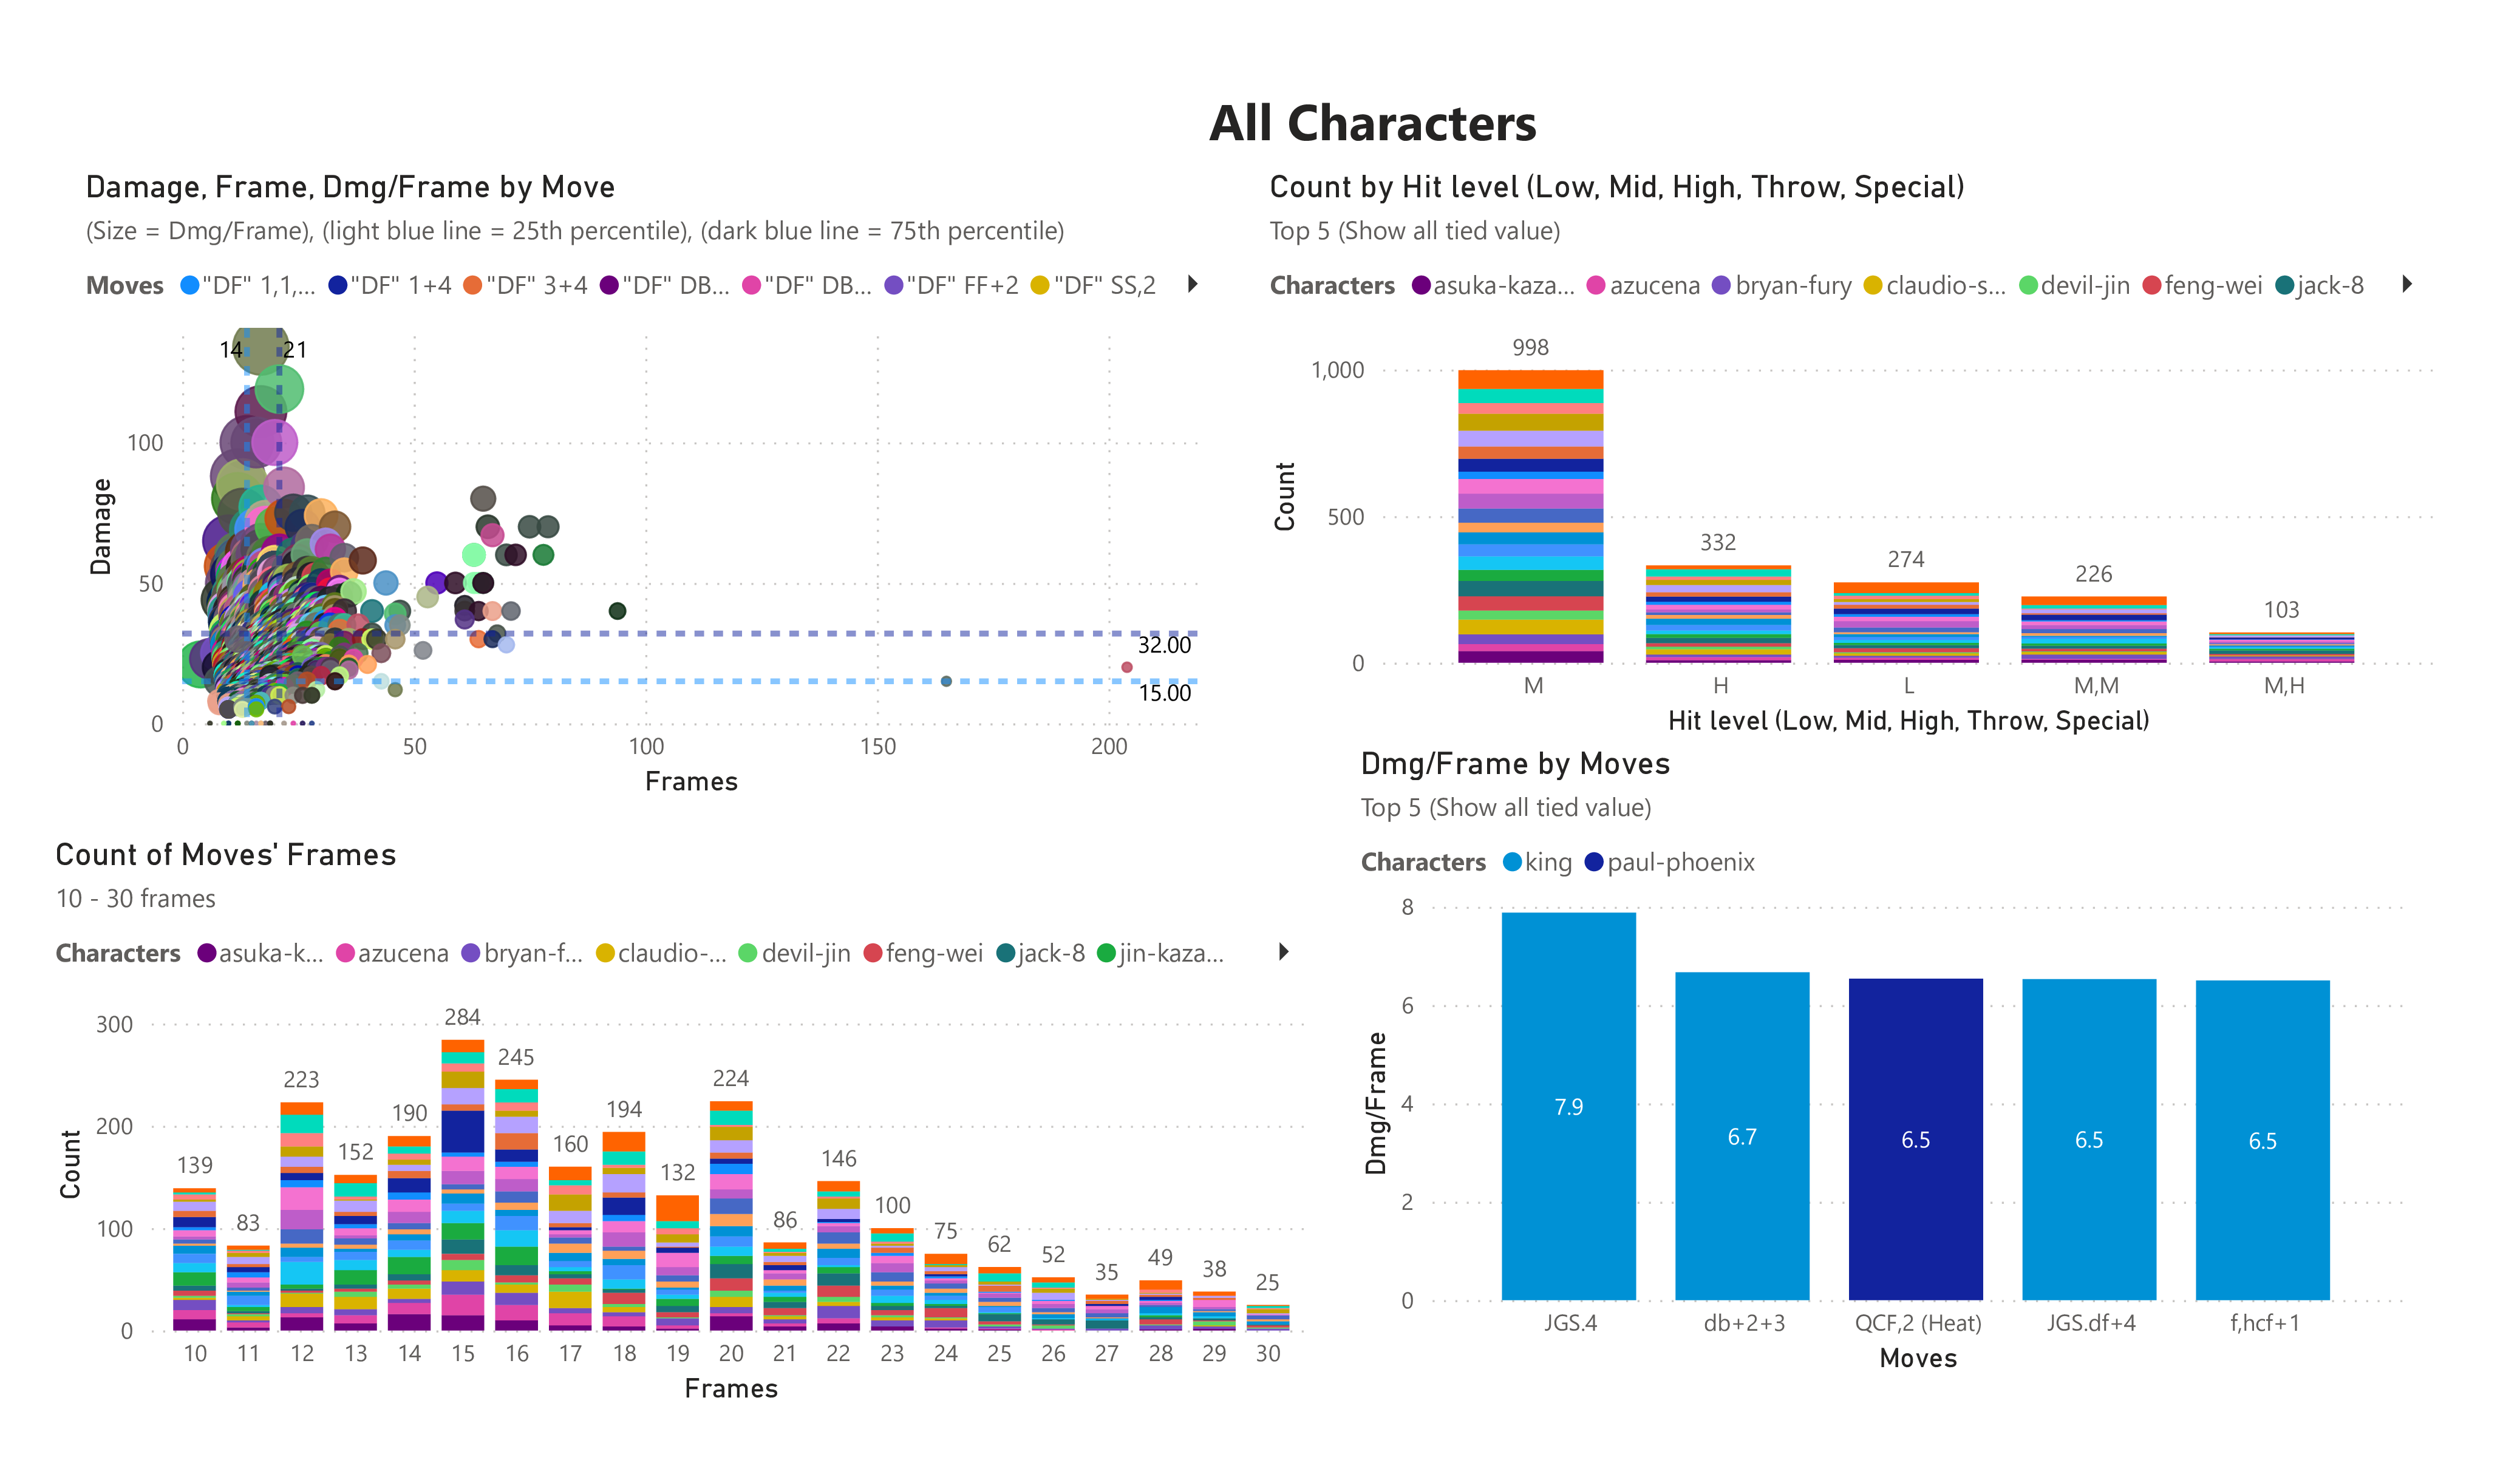 All Characters
Damage, Frame, Dmg/Frame by Move
(Size = Dmg/Frame), (light blue line = 25th percentile), (dark blue line = 75th percentile)
Moves "DF" 1,1,... "DF" 1+4 "DF" 3+4 "DF" DB... "DF" DB... "DF" FF+2 "DF" SS,2
14 21
100
50
0
32.00
15.00
0 50 100 150 200
Damage
Frames
Count by Hit level (Low, Mid, High, Throw, Special)
Top 5 (Show all tied value)
Characters asuka-kaza... azucena bryan-fury claudio-s... devil-jin feng-wei jack-8
1,000
500
0
998 332 274 226 103
M H L M,M M,H
Count
Hit level (Low, Mid, High, Throw, Special)
Count of Moves' Frames
10 - 30 frames
Characters asuka-k... azucena bryan-f... claudio-... devil-jin feng-wei jack-8 jin-kaza...
300
200
100
0
139 83 223 152 190 284 245 160 194 132 224 86 146 100 75 62 52 35 49 38 25
10 11 12 13 14 15 16 17 18 19 20 21 22 23 24 25 26 27 28 29 30
Count
Frames
Dmg/Frame by Moves
Top 5 (Show all tied value)
Characters king paul-phoenix
8
6
4
2
0
7.9 6.7 6.5 6.5 6.5
JGS.4 db+2+3 QCF,2 (Heat) JGS.df+4 f,hcf+1
Dmg/Frame
Moves